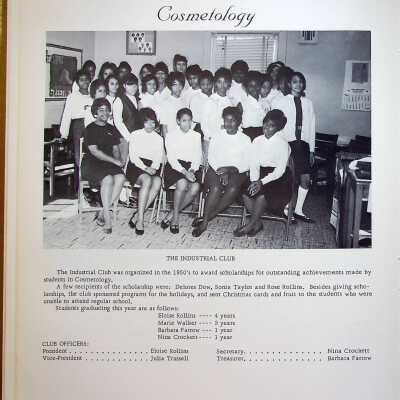 Cosmetology
THE INDUSTRIAL CLUB
The Industrial Club was organized in the 1950's to award scholarships for outstanding achievements made by
students in Cosmetology.
A few recipients of the scholarship were: Delores Dow, Sonia Taylor and Rose Rollins. Besides giving scho-
larships, the club sponsored programs for the holidays, and sent Christmas cards and fruit to the students who were
unable to attend regular school.
Students graduating this year are as follows:
Eloise Rollins ---- 4 years
Marie Walker ---- 3 years
Barbara Farrow --- 1 year
Nina Crockett ---- 1 year
CLUB OFFICERS:
President . . . . . . . . . . . . . . Eloise Rollins Secretary. . . . . . . . . . . . . . . Nina Crockett
Vice-President . . . . . . . . . . . . Julia Trussell Treasurer. . . . . . . . . . . . . . . Barbara Farrow